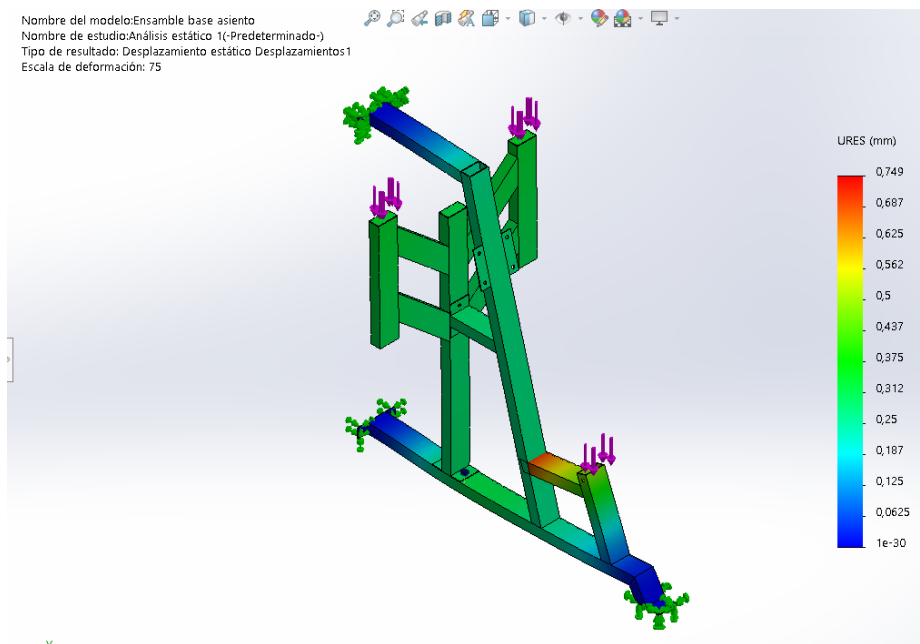 Nombre del modelo:Ensamble base asiento
Nombre de estudio:Análisis estático 1(-Predeterminado-)
Tipo de resultado: Desplazamiento estático Desplazamientos1
Escala de deformación: 75
URES (mm)
0,749
0,687
0,625
0,562
0,5
0,437
0,375
0,312
0,25
0,187
0,125
0,0625
1e-30